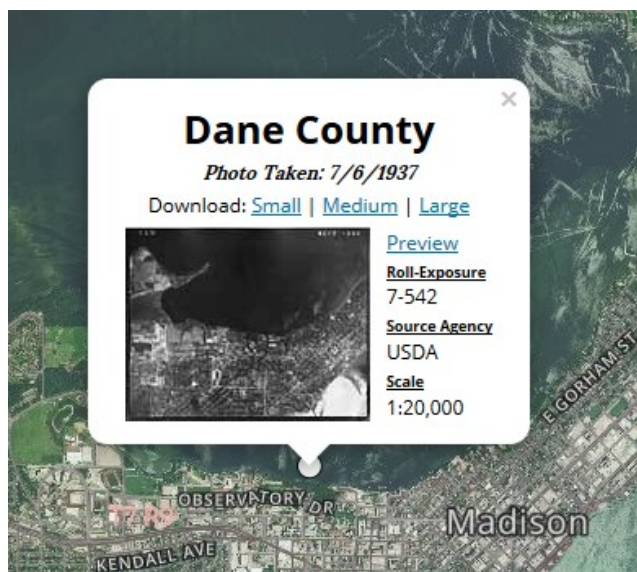 ×
Dane County
Photo Taken: 7/6/1937
Download: Small | Medium | Large
Preview
Roll-Exposure
7-542
Source Agency
USDA
Scale
1:20,000
E GORHAM ST
OBSERVATORY DR
Madison
KENDALL AVE